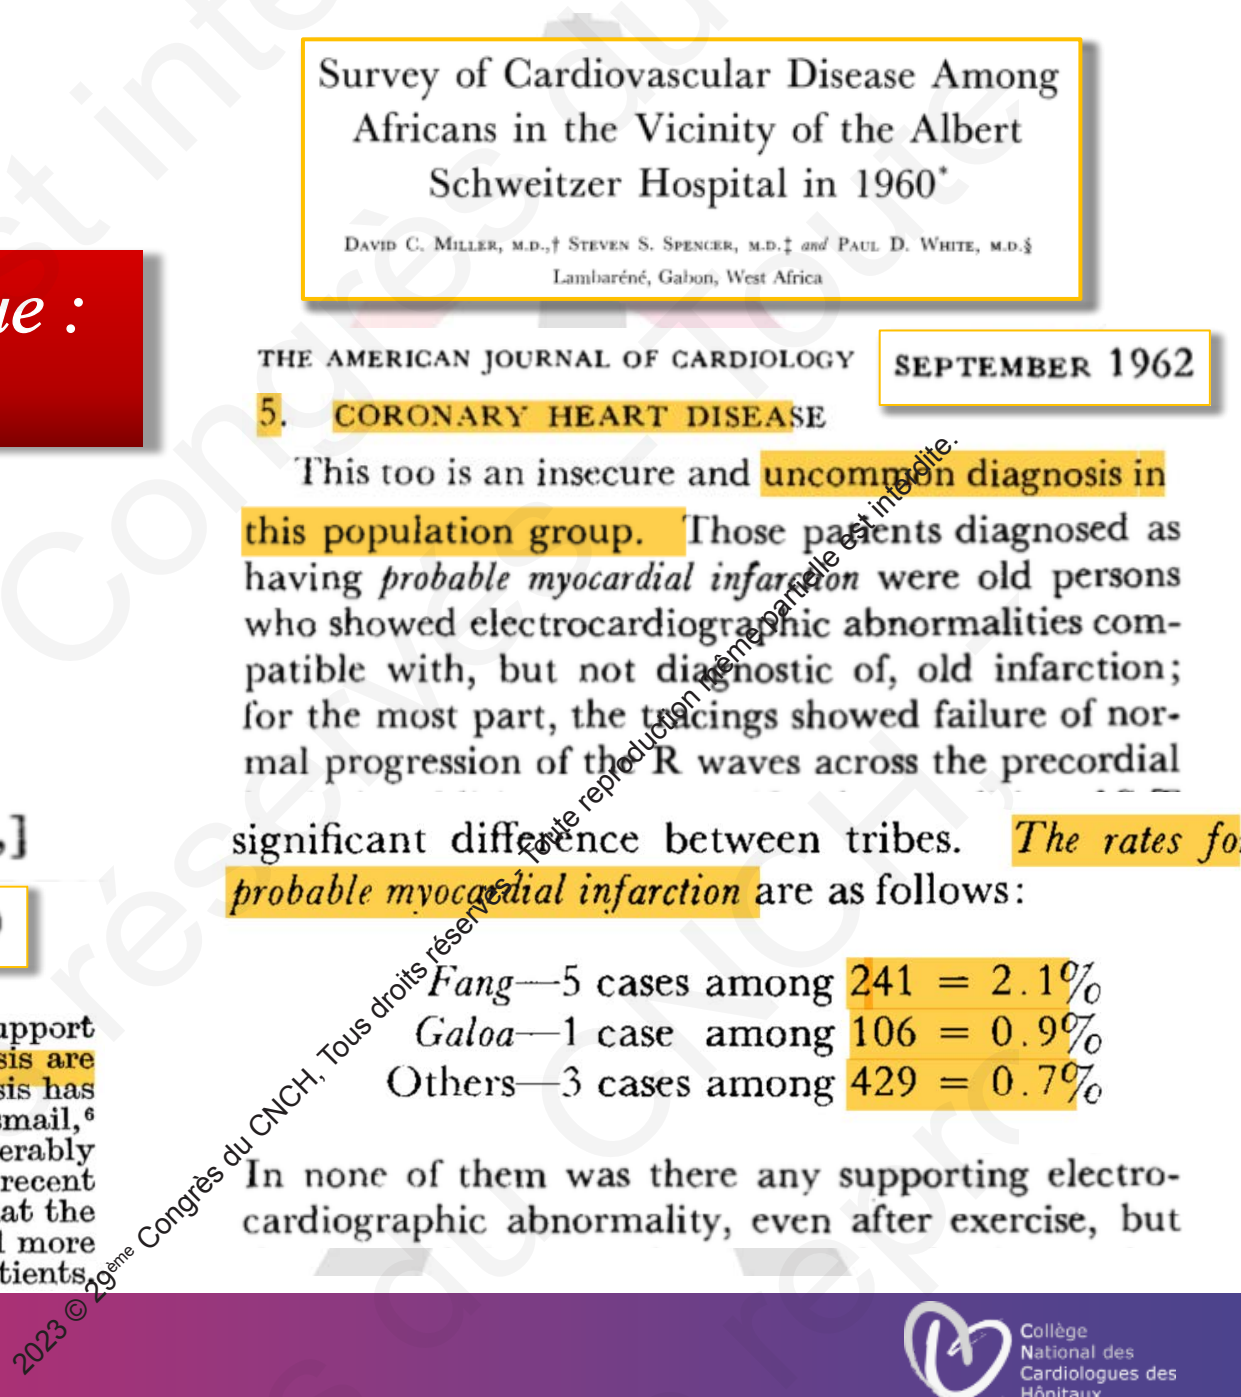 Survey of Cardiovascular Disease Among
Africans in the Vicinity of the Albert
Schweitzer Hospital in 1960*
DAVID C. MILLER, M.D.,† STEVEN S. SPENCER, M.D.‡ and PAUL D. WHITE, M.D.§
Lambaréné, Gabon, West Africa
ue :
THE AMERICAN JOURNAL OF CARDIOLOGY
SEPTEMBER 1962
5. CORONARY HEART DISEASE
This too is an insecure and uncommon diagnosis in
this population group. Those patients diagnosed as
having probable myocardial infarction were old persons
who showed electrocardiographic abnormalities com-
patible with, but not diagnostic of, old infarction;
for the most part, the tracings showed failure of nor-
mal progression of the R waves across the precordial
significant difference between tribes. The rates for
probable myocardial infarction are as follows:
Fang—5 cases among 241 = 2.1%
Galoa—1 case among 106 = 0.9%
Others—3 cases among 429 = 0.7%
In none of them was there any supporting electro-
cardiographic abnormality, even after exercise, but
,]
)
upport
sis are
sis has
smail,⁶
erably
recent
at the
l more
tients.
2023 © 29ème Congrès du CNCH, Tous droits réservés - Toute reproduction même partielle est interdite.
Collège
National des
Cardiologues des
Hôpitaux